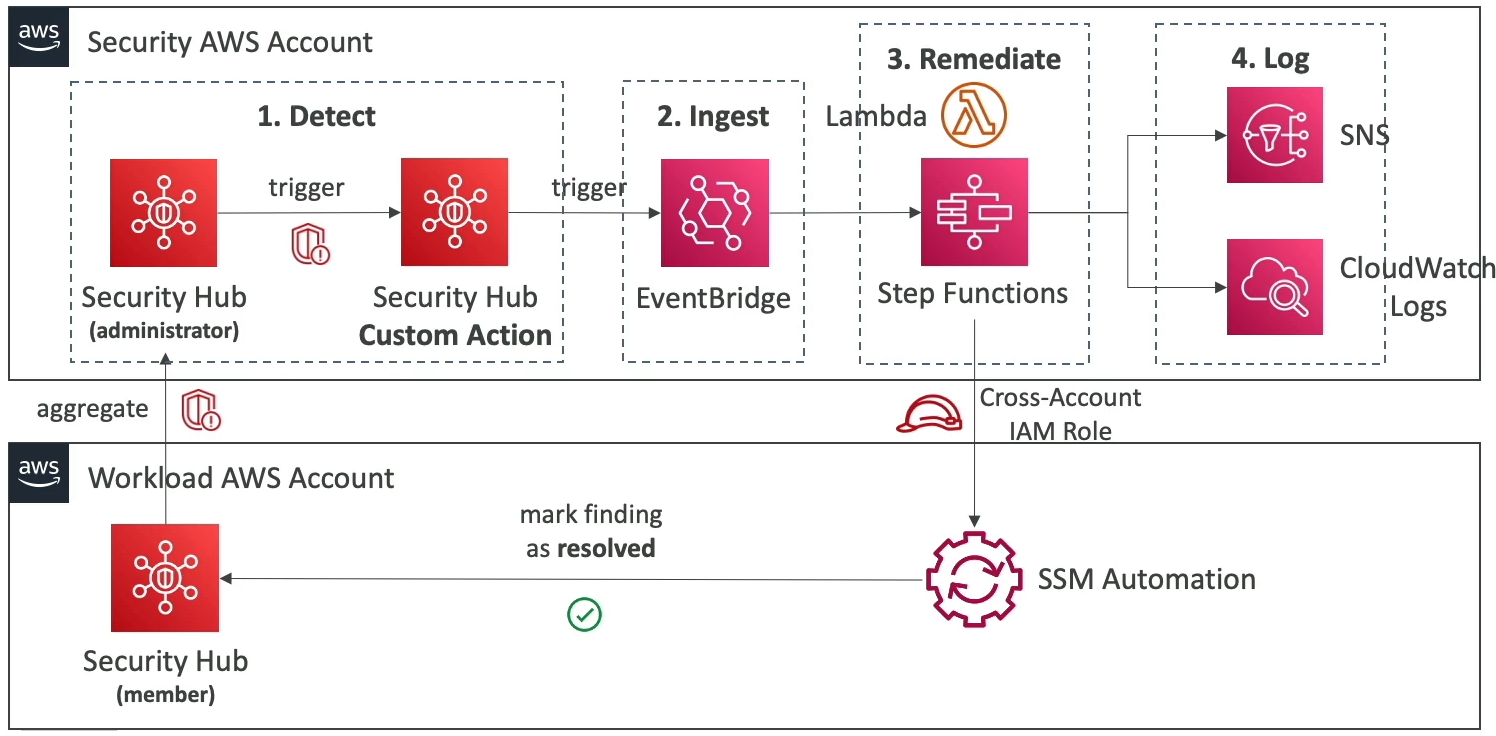 aws
Security AWS Account
1. Detect
2. Ingest
3. Remediate
4. Log
Lambda
trigger
trigger
SNS
Security Hub
(administrator)
Security Hub
Custom Action
EventBridge
Step Functions
CloudWatch
Logs
aggregate
Cross-Account
IAM Role
aws
Workload AWS Account
mark finding
as resolved
SSM Automation
Security Hub
(member)